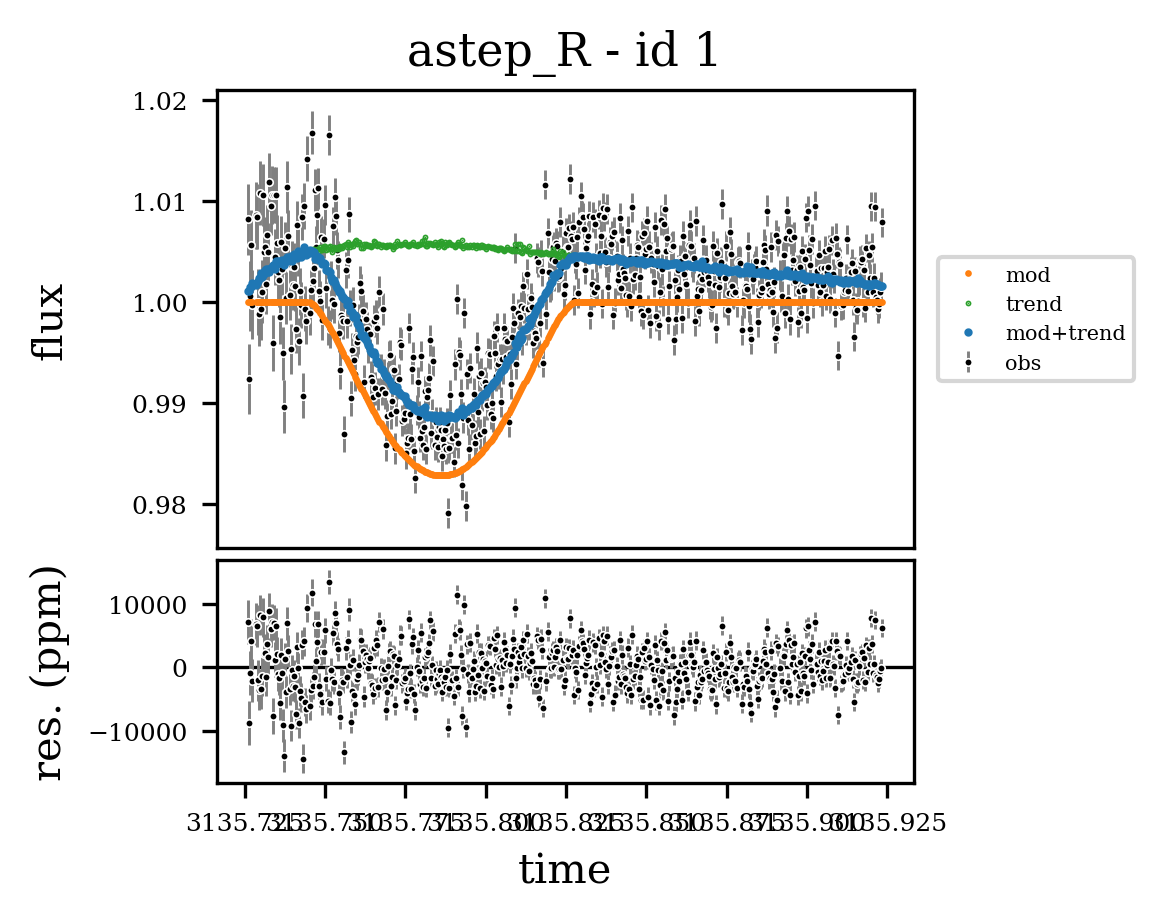 astep_R - id 1
1.02
1.01
1.00
0.99
0.98
flux
mod
trend
mod+trend
obs
10000
0
−10000
res. (ppm)
3135.725 3135.750 3135.775 3135.800 3135.825 3135.850 3135.875 3135.900 3135.925
time